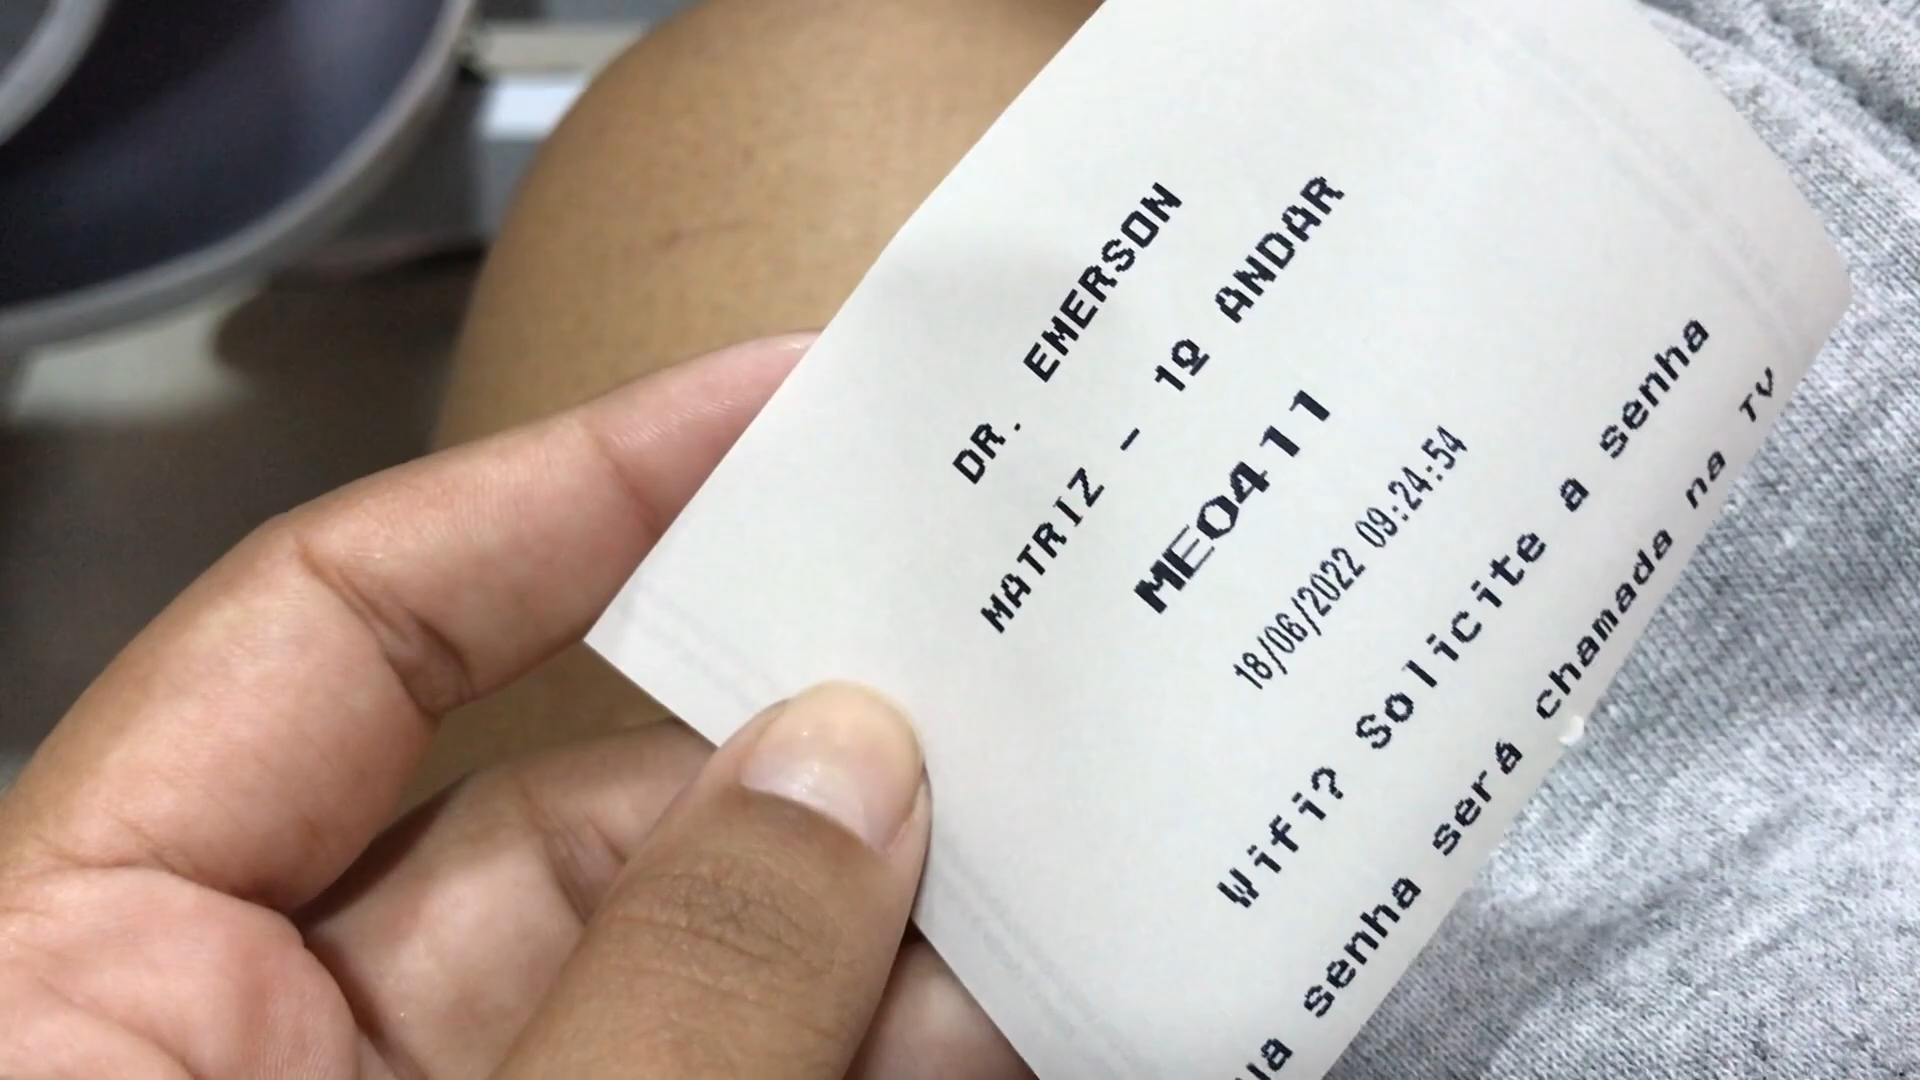 DR. EMERSON
MATRIZ - 1º ANDAR
ME0411
18/06/2022 09:24:54
Wifi? Solicite a senha
senha será chamada na TV